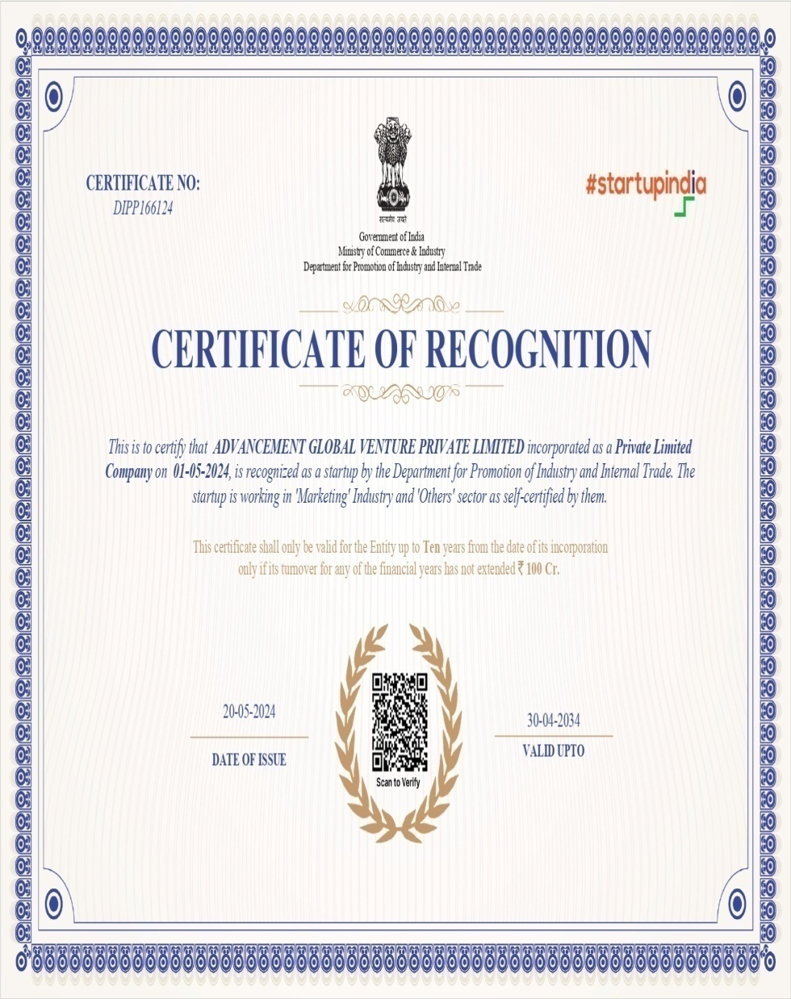 CERTIFICATE NO:
DIPP166124
#startupindia
सत्यमेव जयते
Government of India
Ministry of Commerce & Industry
Department for Promotion of Industry and Internal Trade
CERTIFICATE OF RECOGNITION
This is to certify that ADVANCEMENT GLOBAL VENTURE PRIVATE LIMITED incorporated as a Private Limited
Company on 01-05-2024, is recognized as a startup by the Department for Promotion of Industry and Internal Trade. The
startup is working in 'Marketing' Industry and 'Others' sector as self-certified by them.
This certificate shall only be valid for the Entity up to Ten years from the date of its incorporation
only if its turnover for any of the financial years has not extended ₹ 100 Cr.
20-05-2024
DATE OF ISSUE
Scan to Verify
30-04-2034
VALID UPTO